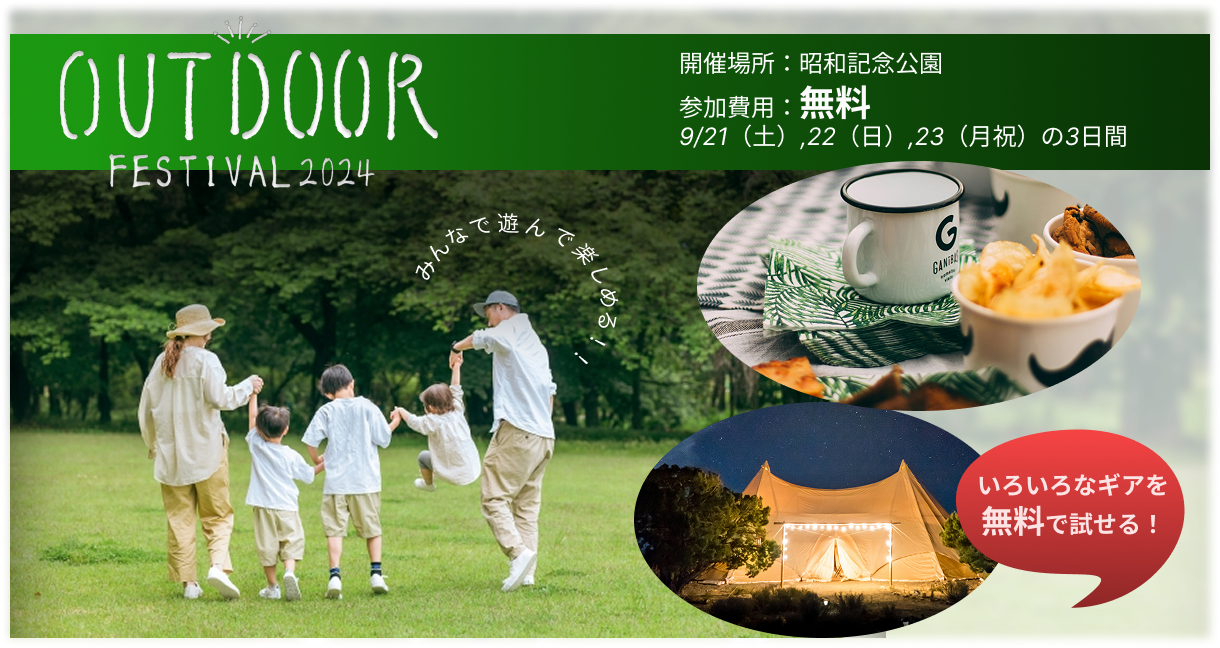 OUTDOOR
FESTIVAL 2024
開催場所：昭和記念公園
参加費用：無料
9/21（土）,22（日）,23（月祝）の3日間
みんなで遊んで楽しめる！！
G
いろいろなギアを
無料で試せる！